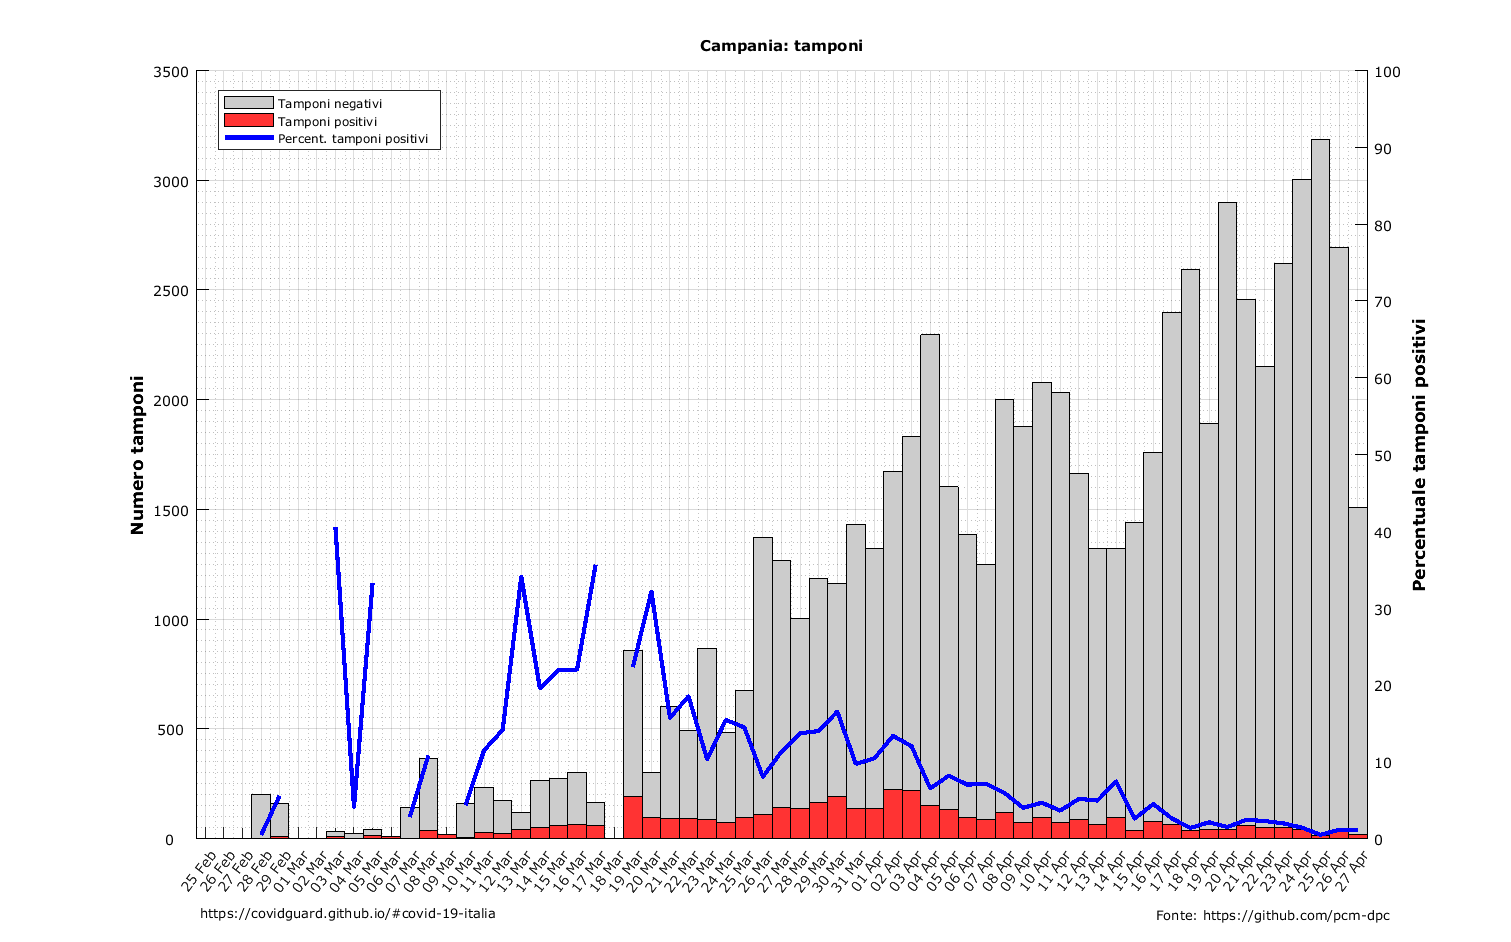 Campania: tamponi
Tamponi negativi
Tamponi positivi
Percent. tamponi positivi
Numero tamponi
3500
3000
2500
2000
1500
1000
500
0
Percentuale tamponi positivi
100
90
80
70
60
50
40
30
20
10
0
25 Feb
26 Feb
27 Feb
28 Feb
29 Feb
01 Mar
02 Mar
03 Mar
04 Mar
05 Mar
06 Mar
07 Mar
08 Mar
09 Mar
10 Mar
11 Mar
12 Mar
13 Mar
14 Mar
15 Mar
16 Mar
17 Mar
18 Mar
19 Mar
20 Mar
21 Mar
22 Mar
23 Mar
24 Mar
25 Mar
26 Mar
27 Mar
28 Mar
29 Mar
30 Mar
31 Mar
01 Apr
02 Apr
03 Apr
04 Apr
05 Apr
06 Apr
07 Apr
08 Apr
09 Apr
10 Apr
11 Apr
12 Apr
13 Apr
14 Apr
15 Apr
16 Apr
17 Apr
18 Apr
19 Apr
20 Apr
21 Apr
22 Apr
23 Apr
24 Apr
25 Apr
26 Apr
27 Apr
https://covidguard.github.io/#covid-19-italia
Fonte: https://github.com/pcm-dpc